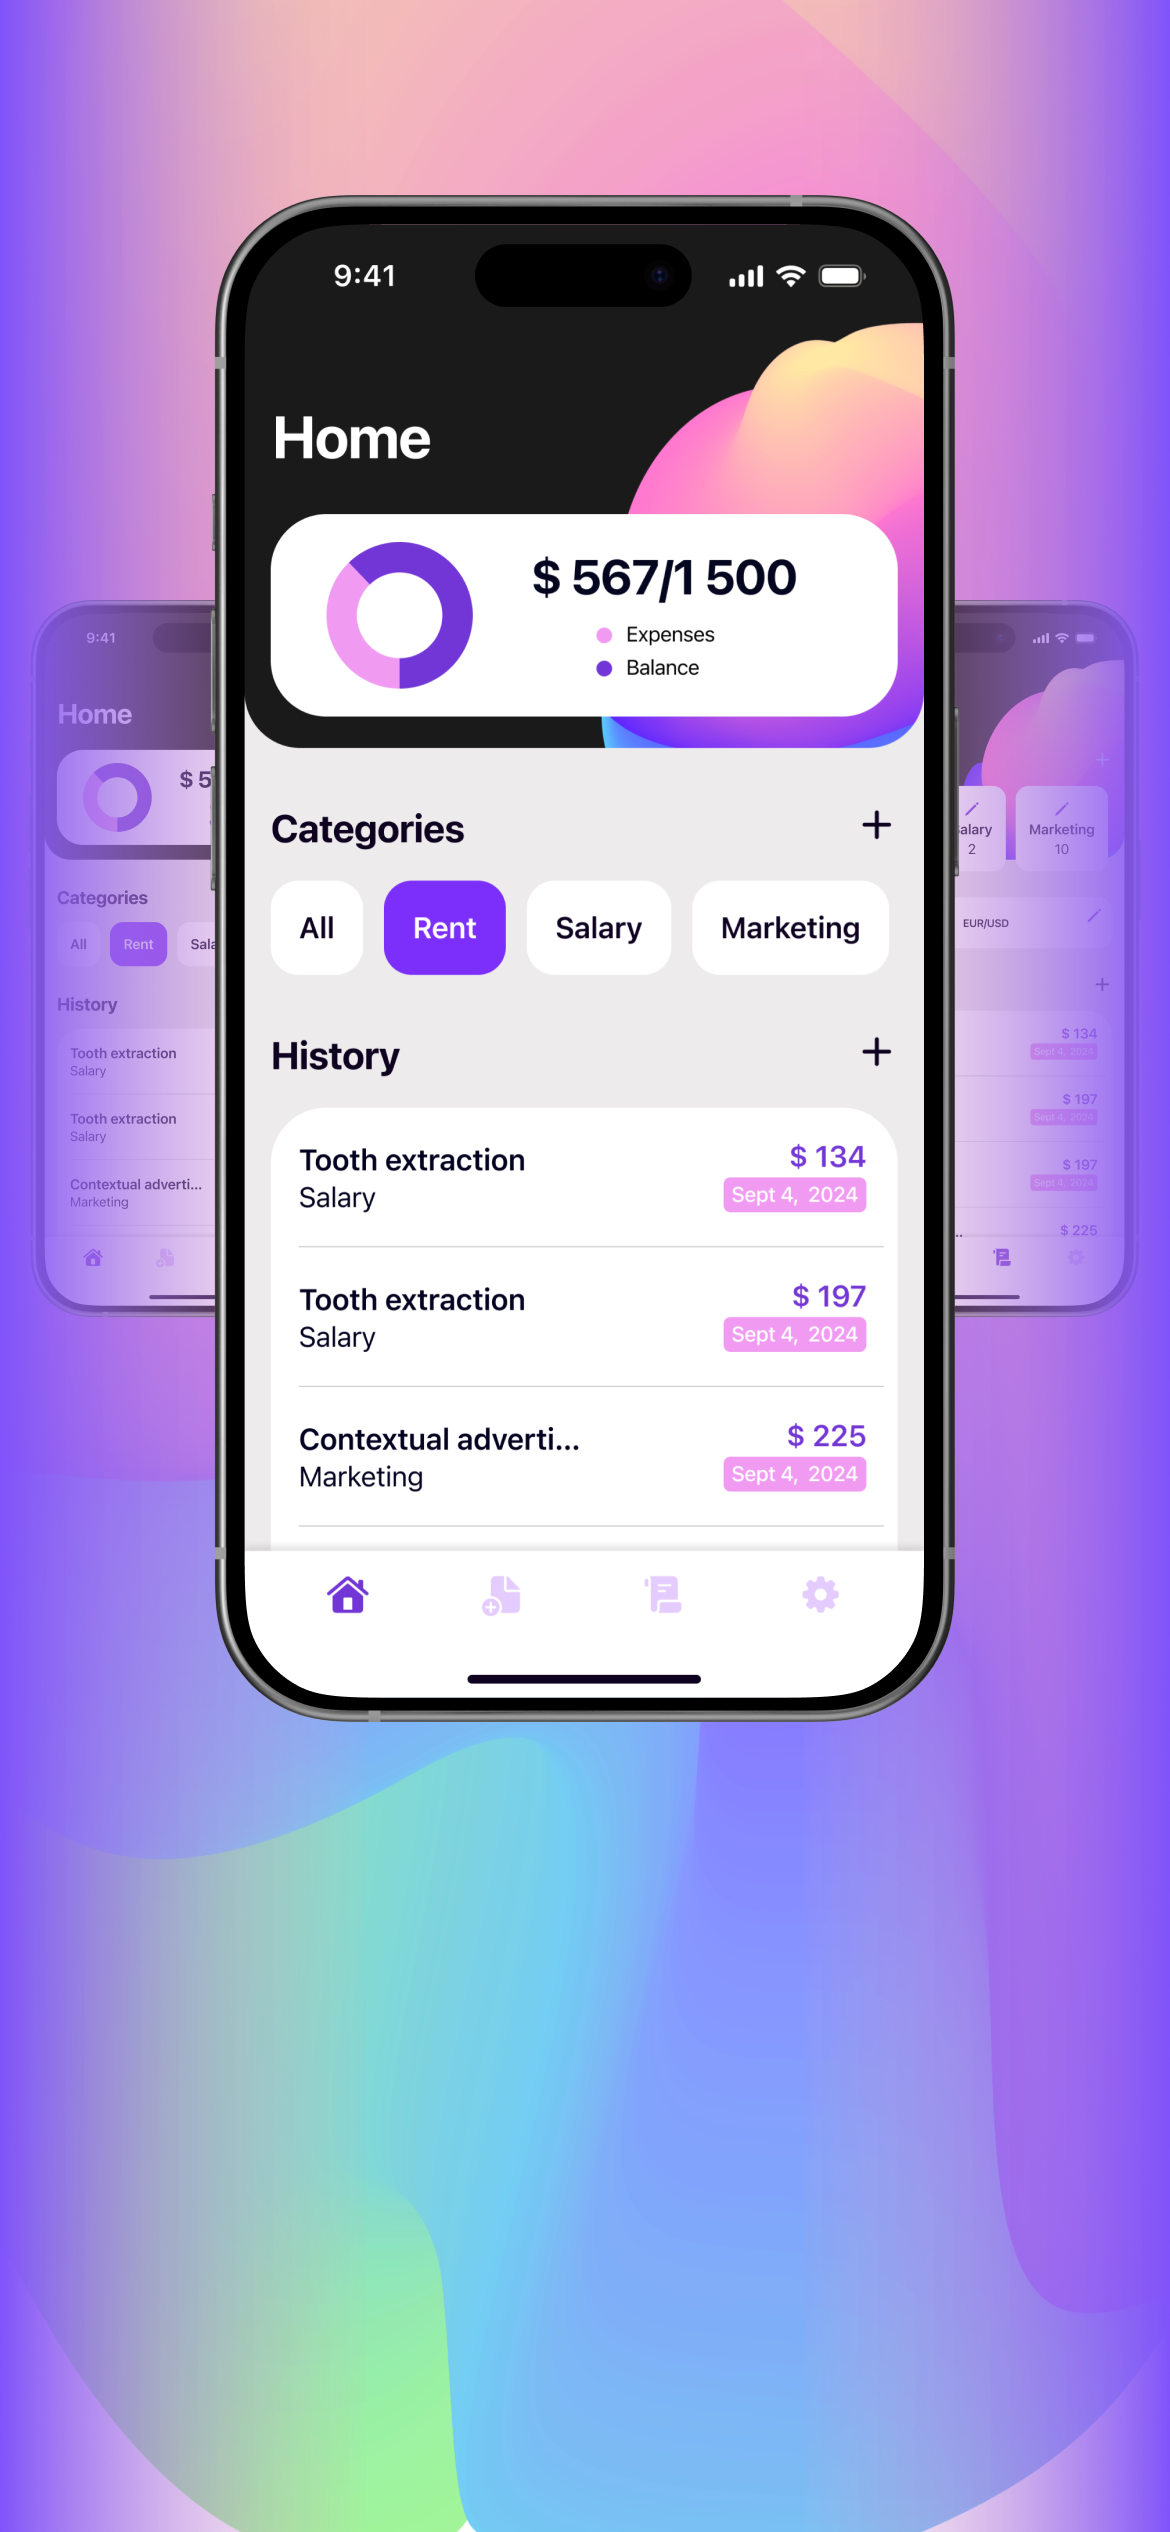 9:41
Home
$ 567/1 500
Expenses
Balance
Categories
All
Rent
Salary
Marketing
History
Tooth extraction
$ 134
Salary
Sept 4, 2024
Tooth extraction
$ 197
Salary
Sept 4, 2024
Contextual adverti...
$ 225
Marketing
Sept 4, 2024
9:41
Home
$ 5
Categories
All
Rent
Sala
History
Tooth extraction
Salary
Tooth extraction
Salary
Contextual adverti...
Marketing
alary
2
Marketing
10
EUR/USD
$ 134
Sept 4, 2024
$ 197
Sept 4, 2024
$ 197
Sept 4, 2024
..
$ 225